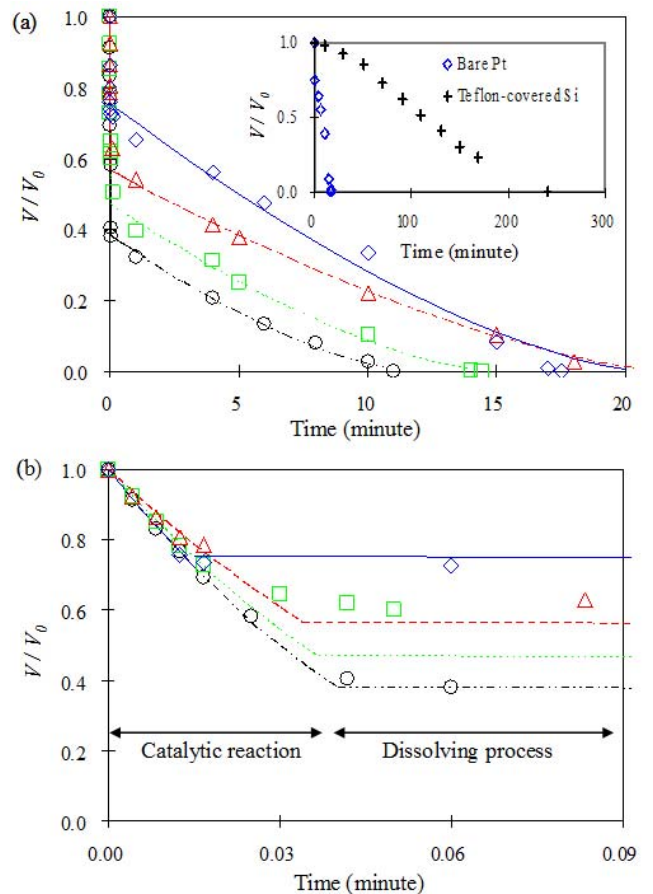 (a)
V / V0
1.0
0.8
0.6
0.4
0.2
0.0
0
5
10
15
20
Time (minute)
V / V0
1.0
0.5
0.0
0
100
200
300
Time (minute)
Bare Pt
Teflon-covered Si
(b)
V / V0
1.0
0.8
0.6
0.4
0.2
0.0
Catalytic reaction
Dissolving process
0.00
0.03
0.06
0.09
Time (minute)